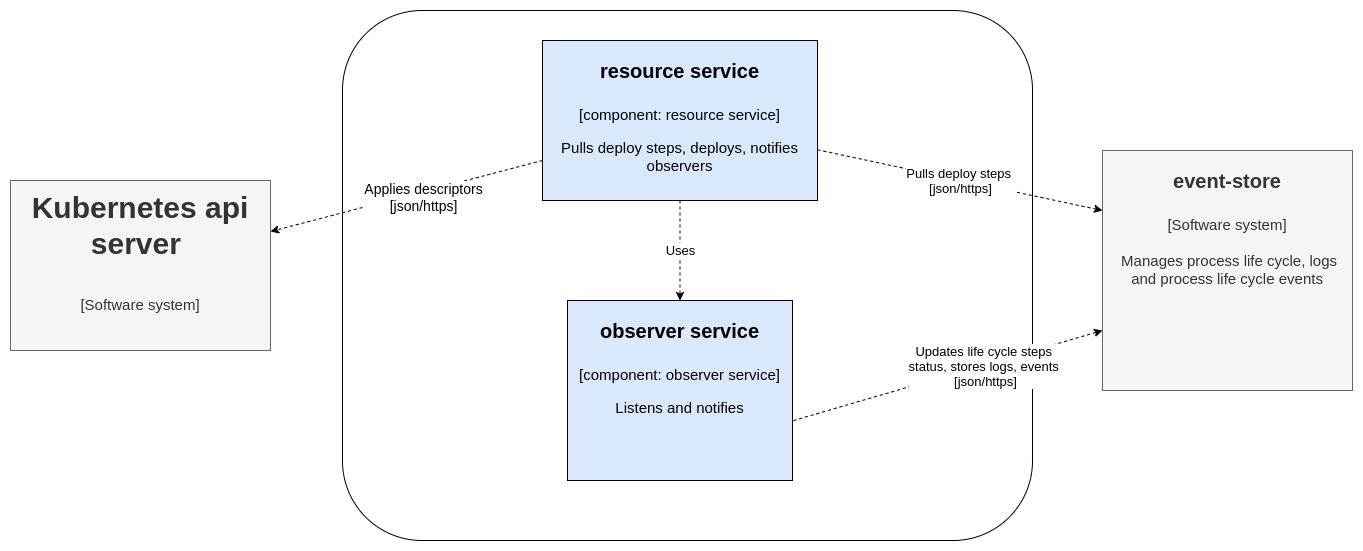 resource service
[component: resource service]
Pulls deploy steps, deploys, notifies
observers
Applies descriptors
[json/https]
Pulls deploy steps
[json/https]
Kubernetes api
server
[Software system]
event-store
[Software system]
Manages process life cycle, logs
and process life cycle events
Uses
observer service
[component: observer service]
Listens and notifies
Updates life cycle steps
status, stores logs, events
[json/https]